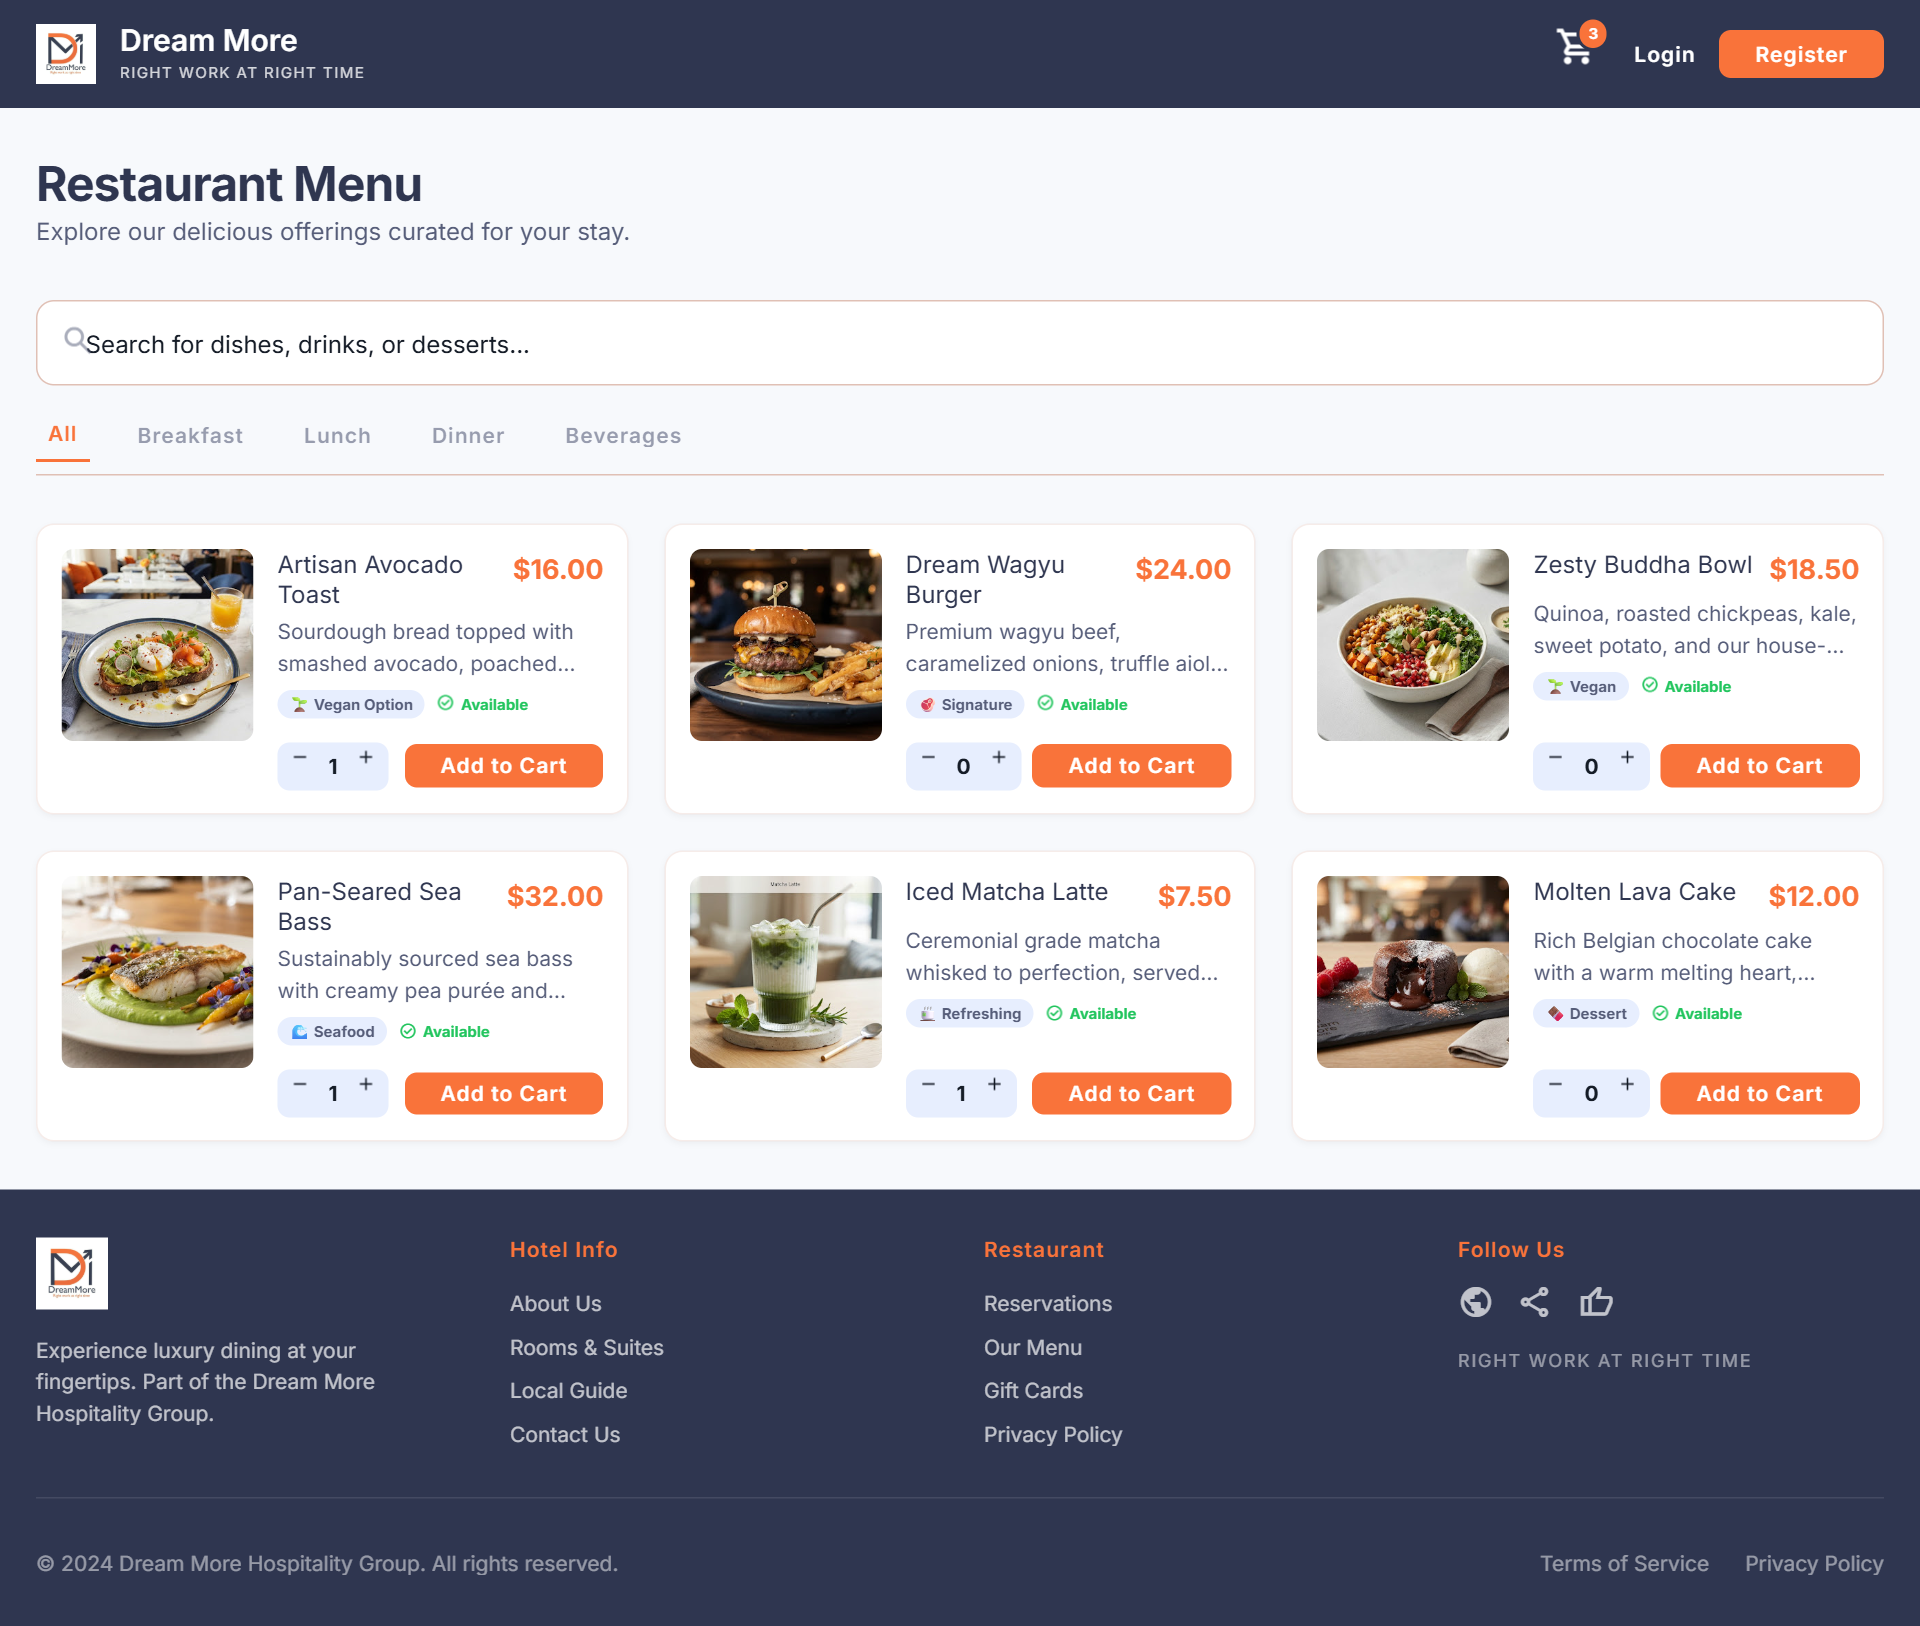 DreamMore
Dream More
RIGHT WORK AT RIGHT TIME
3
Login
Register
Restaurant Menu
Explore our delicious offerings curated for your stay.
Search for dishes, drinks, or desserts...
All
Breakfast
Lunch
Dinner
Beverages
Artisan Avocado
Toast
$16.00
Sourdough bread topped with
smashed avocado, poached...
Vegan Option
Available
1
Add to Cart
Dream Wagyu
Burger
$24.00
Premium wagyu beef,
caramelized onions, truffle aiol...
Signature
Available
0
Add to Cart
Zesty Buddha Bowl
$18.50
Quinoa, roasted chickpeas, kale,
sweet potato, and our house-...
Vegan
Available
0
Add to Cart
Pan-Seared Sea
Bass
$32.00
Sustainably sourced sea bass
with creamy pea purée and...
Seafood
Available
1
Add to Cart
Matcha Latte
Iced Matcha Latte
$7.50
Ceremonial grade matcha
whisked to perfection, served...
Refreshing
Available
1
Add to Cart
Molten Lava Cake
$12.00
Rich Belgian chocolate cake
with a warm melting heart,...
Dessert
Available
0
Add to Cart
DreamMore
Experience luxury dining at your
fingertips. Part of the Dream More
Hospitality Group.
Hotel Info
About Us
Rooms & Suites
Local Guide
Contact Us
Restaurant
Reservations
Our Menu
Gift Cards
Privacy Policy
Follow Us
RIGHT WORK AT RIGHT TIME
© 2024 Dream More Hospitality Group. All rights reserved.
Terms of Service
Privacy Policy